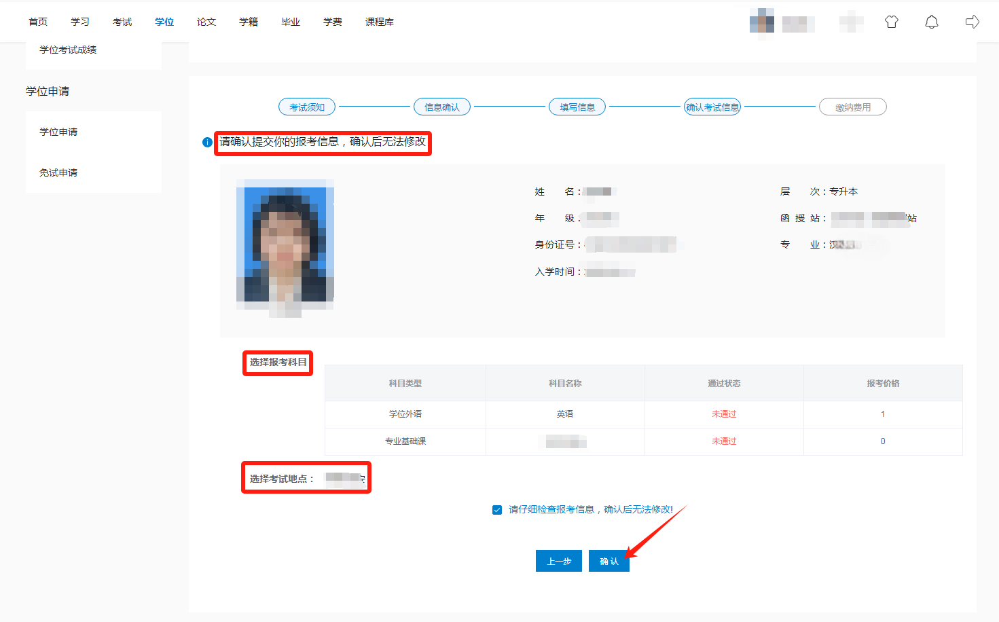 首页 学习 考试 学位 论文 学籍 毕业 学费 课程库
学位考试成绩
学位申请
学位申请
免试申请
考试须知 信息确认 填写信息 确认考试信息 缴纳费用
请确认提交你的报考信息，确认后无法修改
姓 名：
层 次：专升本
年 级：
函 授 站： 站
身份证号：
专 业：汉
入学时间：
选择报考科目
科目类型 科目名称 通过状态 报考价格
学位外语 英语 未通过 1
专业基础课 未通过 0
选择考试地点：
请仔细检查报考信息，确认后无法修改!
上一步 确 认